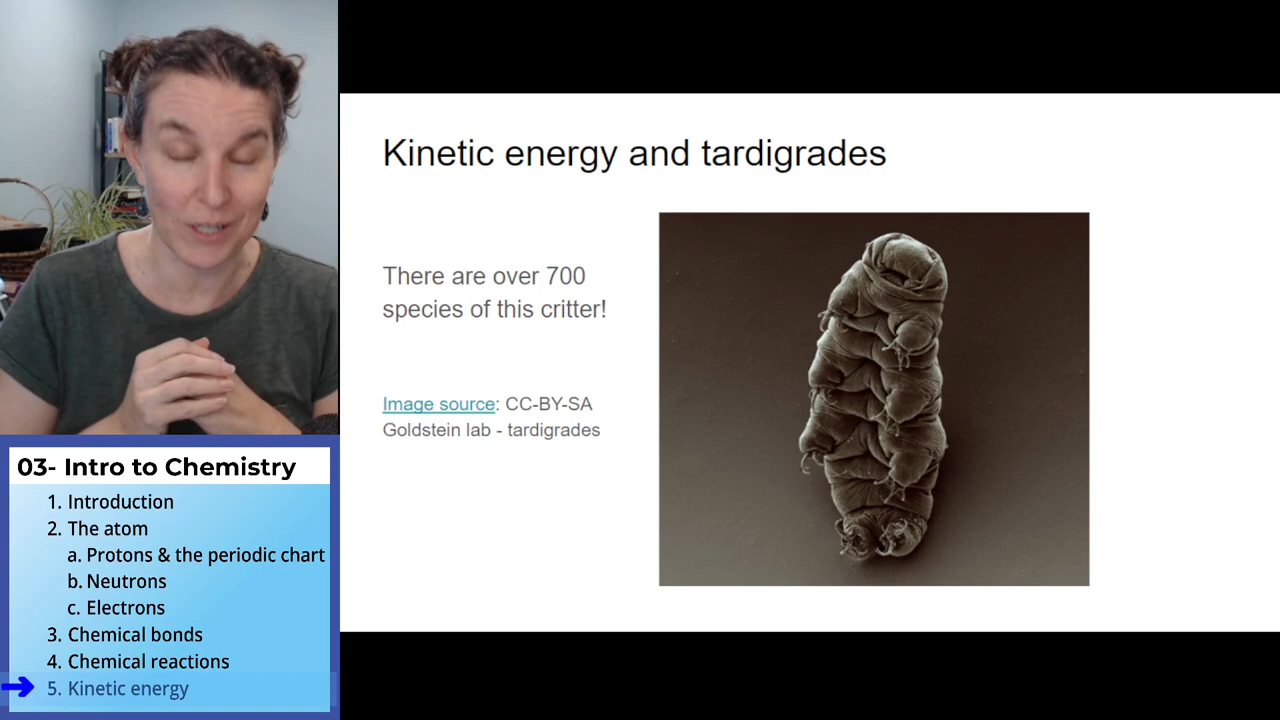 Kinetic energy and tardigrades
There are over 700
species of this critter!
Image source: CC-BY-SA
Goldstein lab - tardigrades
03- Intro to Chemistry
1. Introduction
2. The atom
a. Protons & the periodic chart
b. Neutrons
c. Electrons
3. Chemical bonds
4. Chemical reactions
5. Kinetic energy